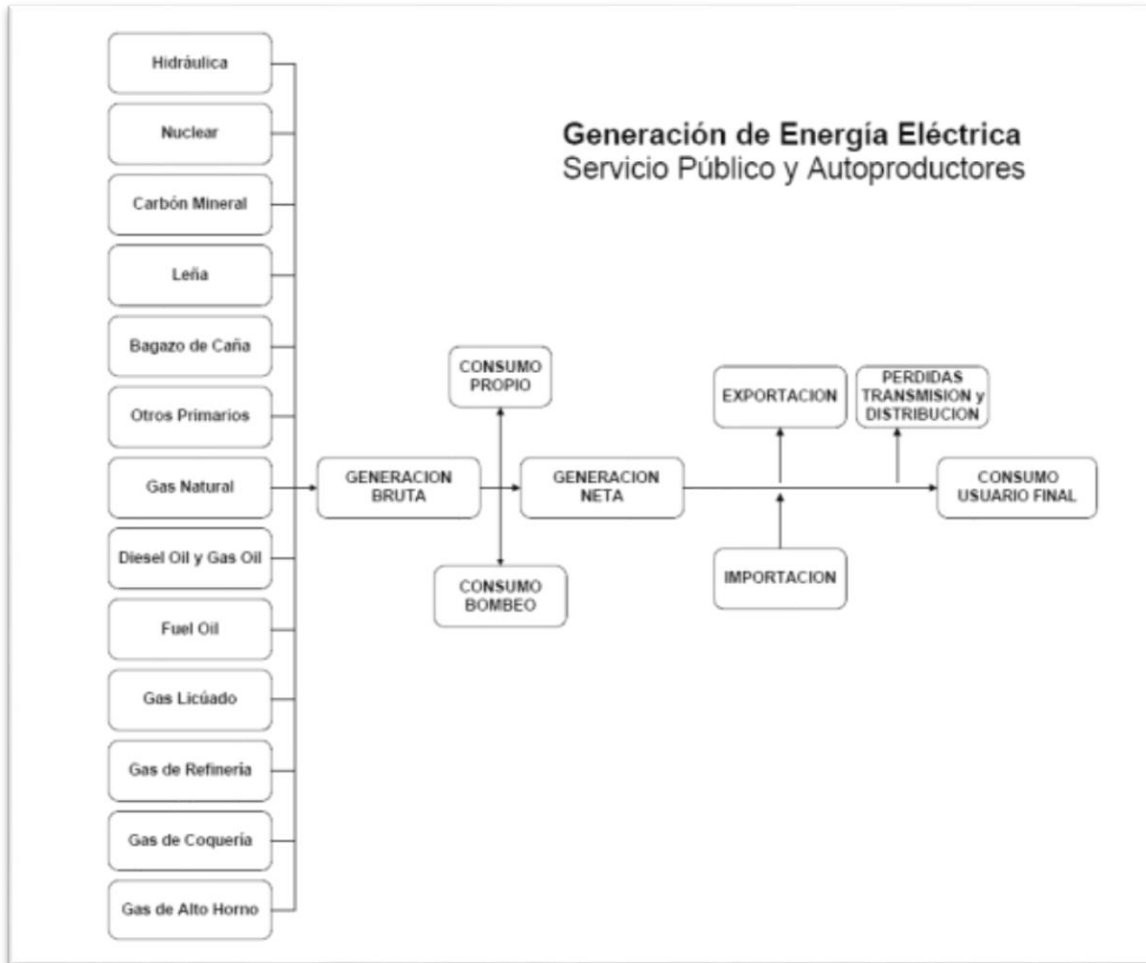 Hidráulica
Nuclear
Carbón Mineral
Leña
Bagazo de Caña
Otros Primarios
Gas Natural
Diesel Oil y Gas Oil
Fuel Oil
Gas Licúado
Gas de Refinería
Gas de Coquería
Gas de Alto Horno
Generación de Energía Eléctrica
Servicio Público y Autoproductores
GENERACION
BRUTA
CONSUMO
PROPIO
CONSUMO
BOMBEO
GENERACION
NETA
EXPORTACION
IMPORTACION
PERDIDAS
TRANSMISION y
DISTRIBUCION
CONSUMO
USUARIO FINAL